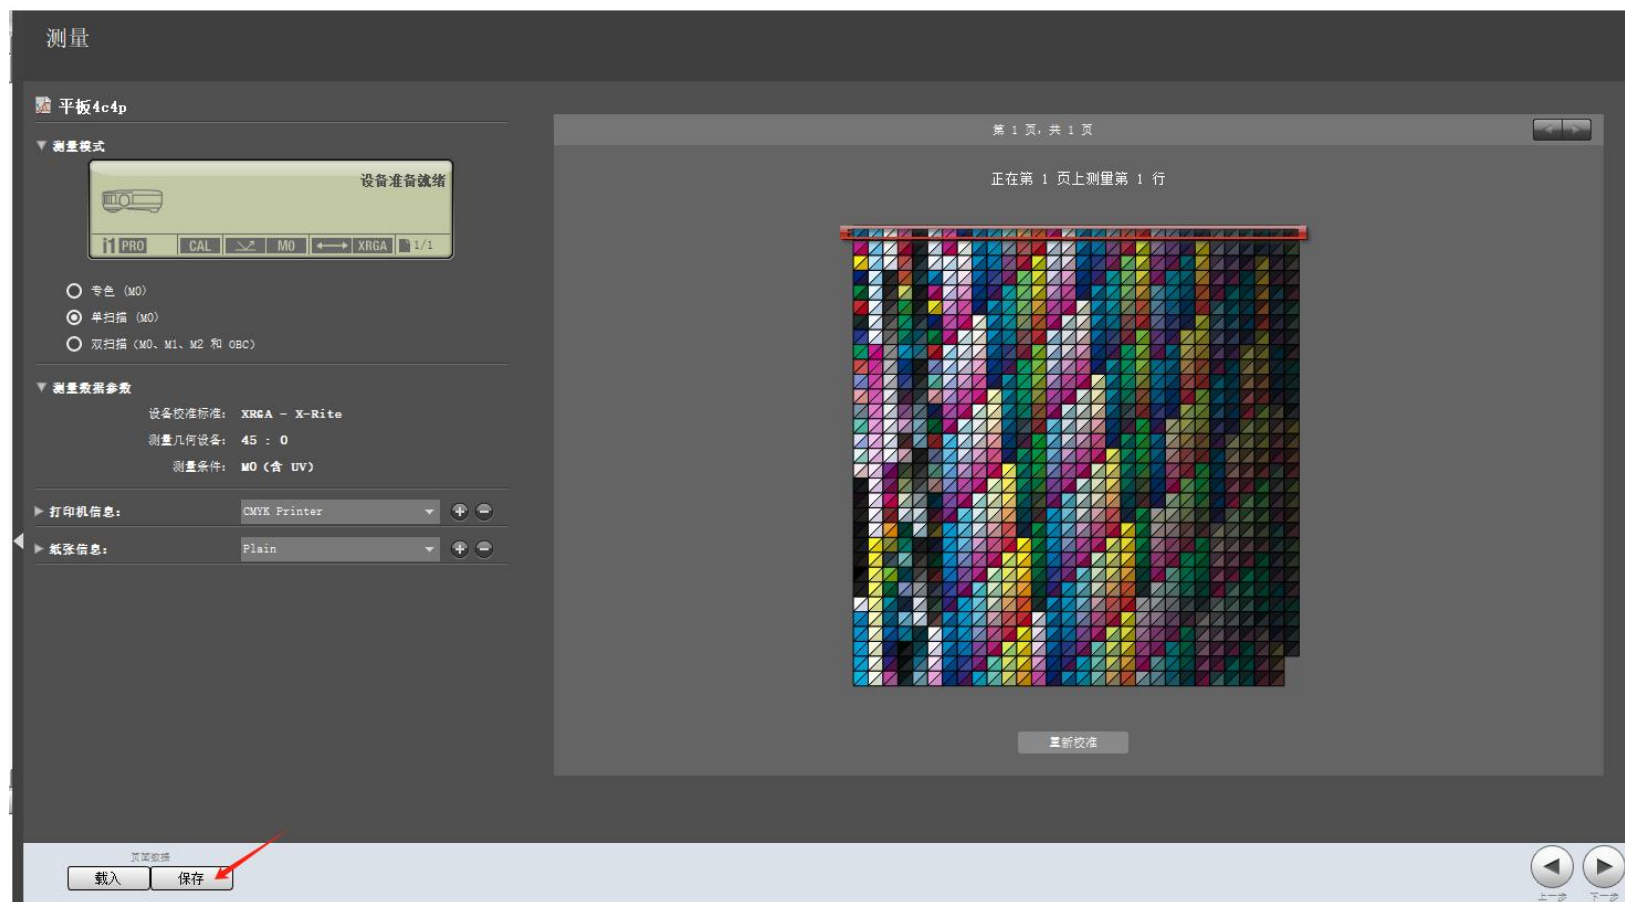 测量
平板4c4p
测量模式
设备准备就绪
i1 PRO CAL M0 XRGA 1/1
专色 (M0)
单扫描 (M0)
双扫描 (M0、M1、M2 和 OBC)
测量数据参数
设备校准标准: XRGA - X-Rite
测量几何设备: 45 : 0
测量条件: M0 (含 UV)
打印机信息: CMYK Printer
纸张信息: Plain
第 1 页, 共 1 页
正在第 1 页上测量第 1 行
重新校准
页面数据
载入 保存
上一步 下一步